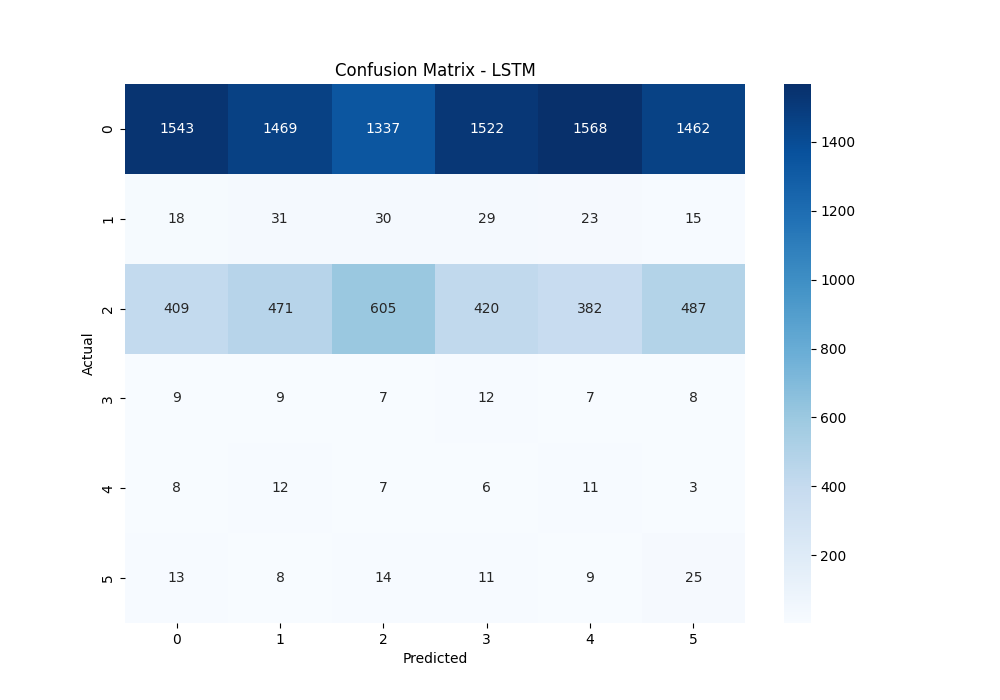 Confusion Matrix - LSTM
0 1543 1469 1337 1522 1568 1462
1 18 31 30 29 23 15
2 409 471 605 420 382 487
3 9 9 7 12 7 8
4 8 12 7 6 11 3
5 13 8 14 11 9 25
0 1 2 3 4 5
Predicted
Actual
1400
1200
1000
800
600
400
200